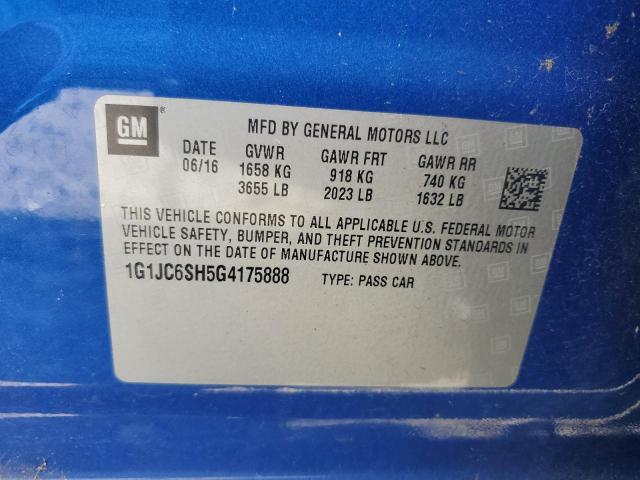 GM
MFD BY GENERAL MOTORS LLC
DATE GVWR GAWR FRT GAWR RR
06/16 1658 KG 918 KG 740 KG
3655 LB 2023 LB 1632 LB
THIS VEHICLE CONFORMS TO ALL APPLICABLE U.S. FEDERAL MOTOR
VEHICLE SAFETY, BUMPER, AND THEFT PREVENTION STANDARDS IN
EFFECT ON THE DATE OF MANUFACTURE SHOWN ABOVE.
1G1JC6SH5G4175888 TYPE: PASS CAR